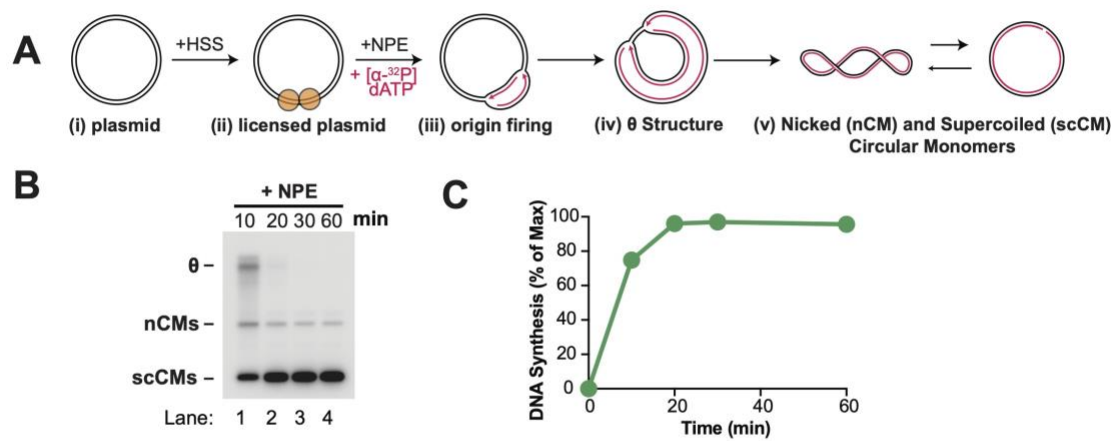 A
+HSS
+NPE
+ [α-³²P]
dATP
(i) plasmid
(ii) licensed plasmid
(iii) origin firing
(iv) θ Structure
(v) Nicked (nCM) and Supercoiled (scCM)
Circular Monomers
B
+ NPE
10 20 30 60 min
θ –
nCMs –
scCMs –
Lane: 1 2 3 4
C
DNA Synthesis (% of Max)
100
80
60
40
20
0
0 20 40 60
Time (min)